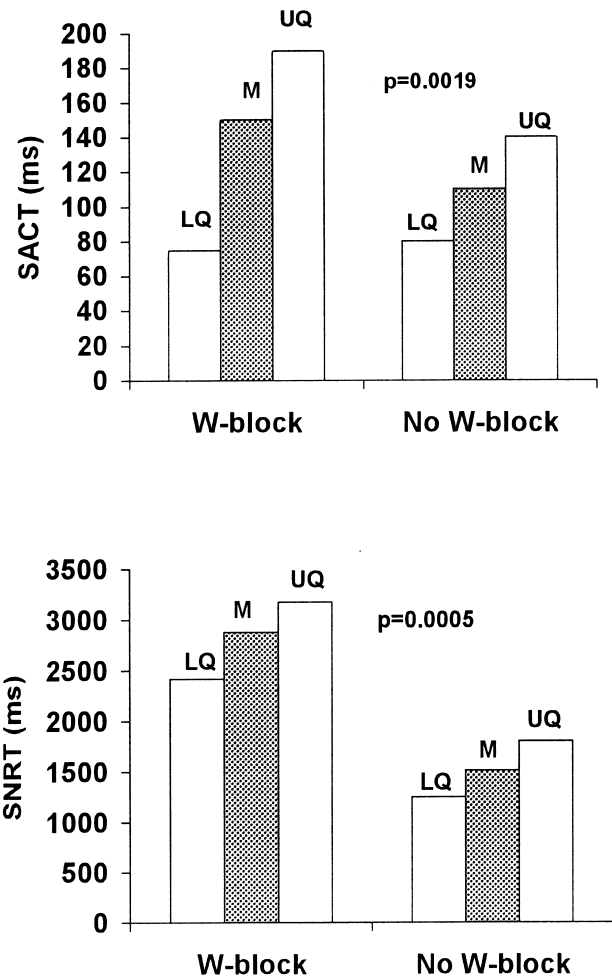 UQ
200
180
M
p=0.0019
160
UQ
140
M
120
LQ
LQ
100
80
60
40
20
0
SACT (ms)
W-block
No W-block
3500
UQ
M
p=0.0005
3000
LQ
2500
UQ
2000
M
LQ
1500
1000
500
0
SNRT (ms)
W-block
No W-block